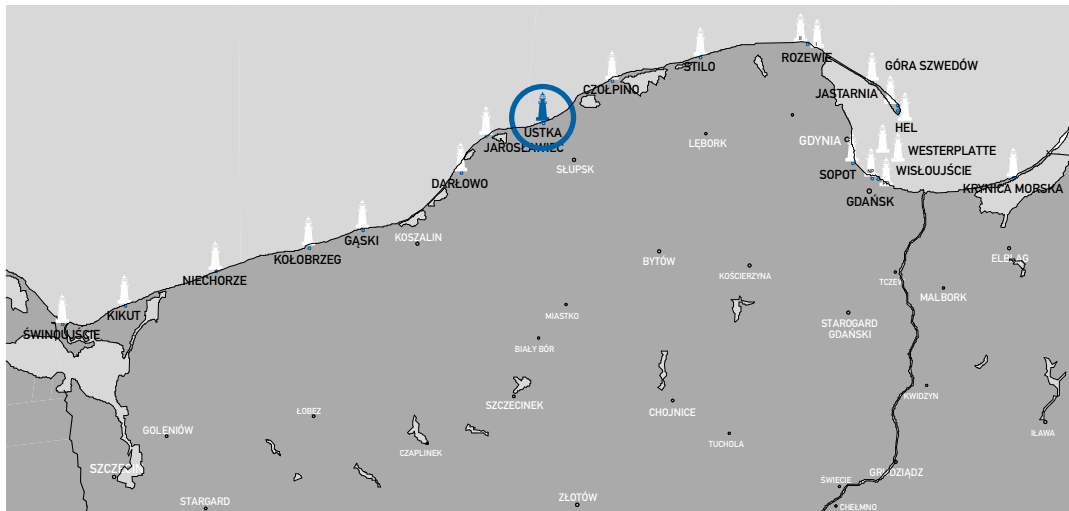 II
I
ROZEWIE
STILO
GÓRA SZWEDÓW
CZOŁPINO
JASTARNIA
HEL
USTKA
JAROSŁAWIEC
LĘBORK
GDYNIA
WESTERPLATTE
SŁUPSK
SOPOT
WISŁOUJŚCIE
NP
DARŁOWO
KRYNICA MORSKA
GDAŃSK
GĄSKI
KOSZALIN
KOŁOBRZEG
BYTÓW
ELBLĄG
KOŚCIERZYNA
NIECHORZE
TCZEW
MALBORK
KIKUT
MIASTKO
STAROGARD
GDAŃSKI
ŚWINOUJŚCIE
BIAŁY BÓR
KWIDZYN
SZCZECINEK
CHOJNICE
ŁOBEZ
GOLENIÓW
TUCHOLA
IŁAWA
CZAPLINEK
SZCZECIN
GRUDZIĄDZ
ŚWIECIE
STARGARD
ZŁOTÓW
CHEŁMNO